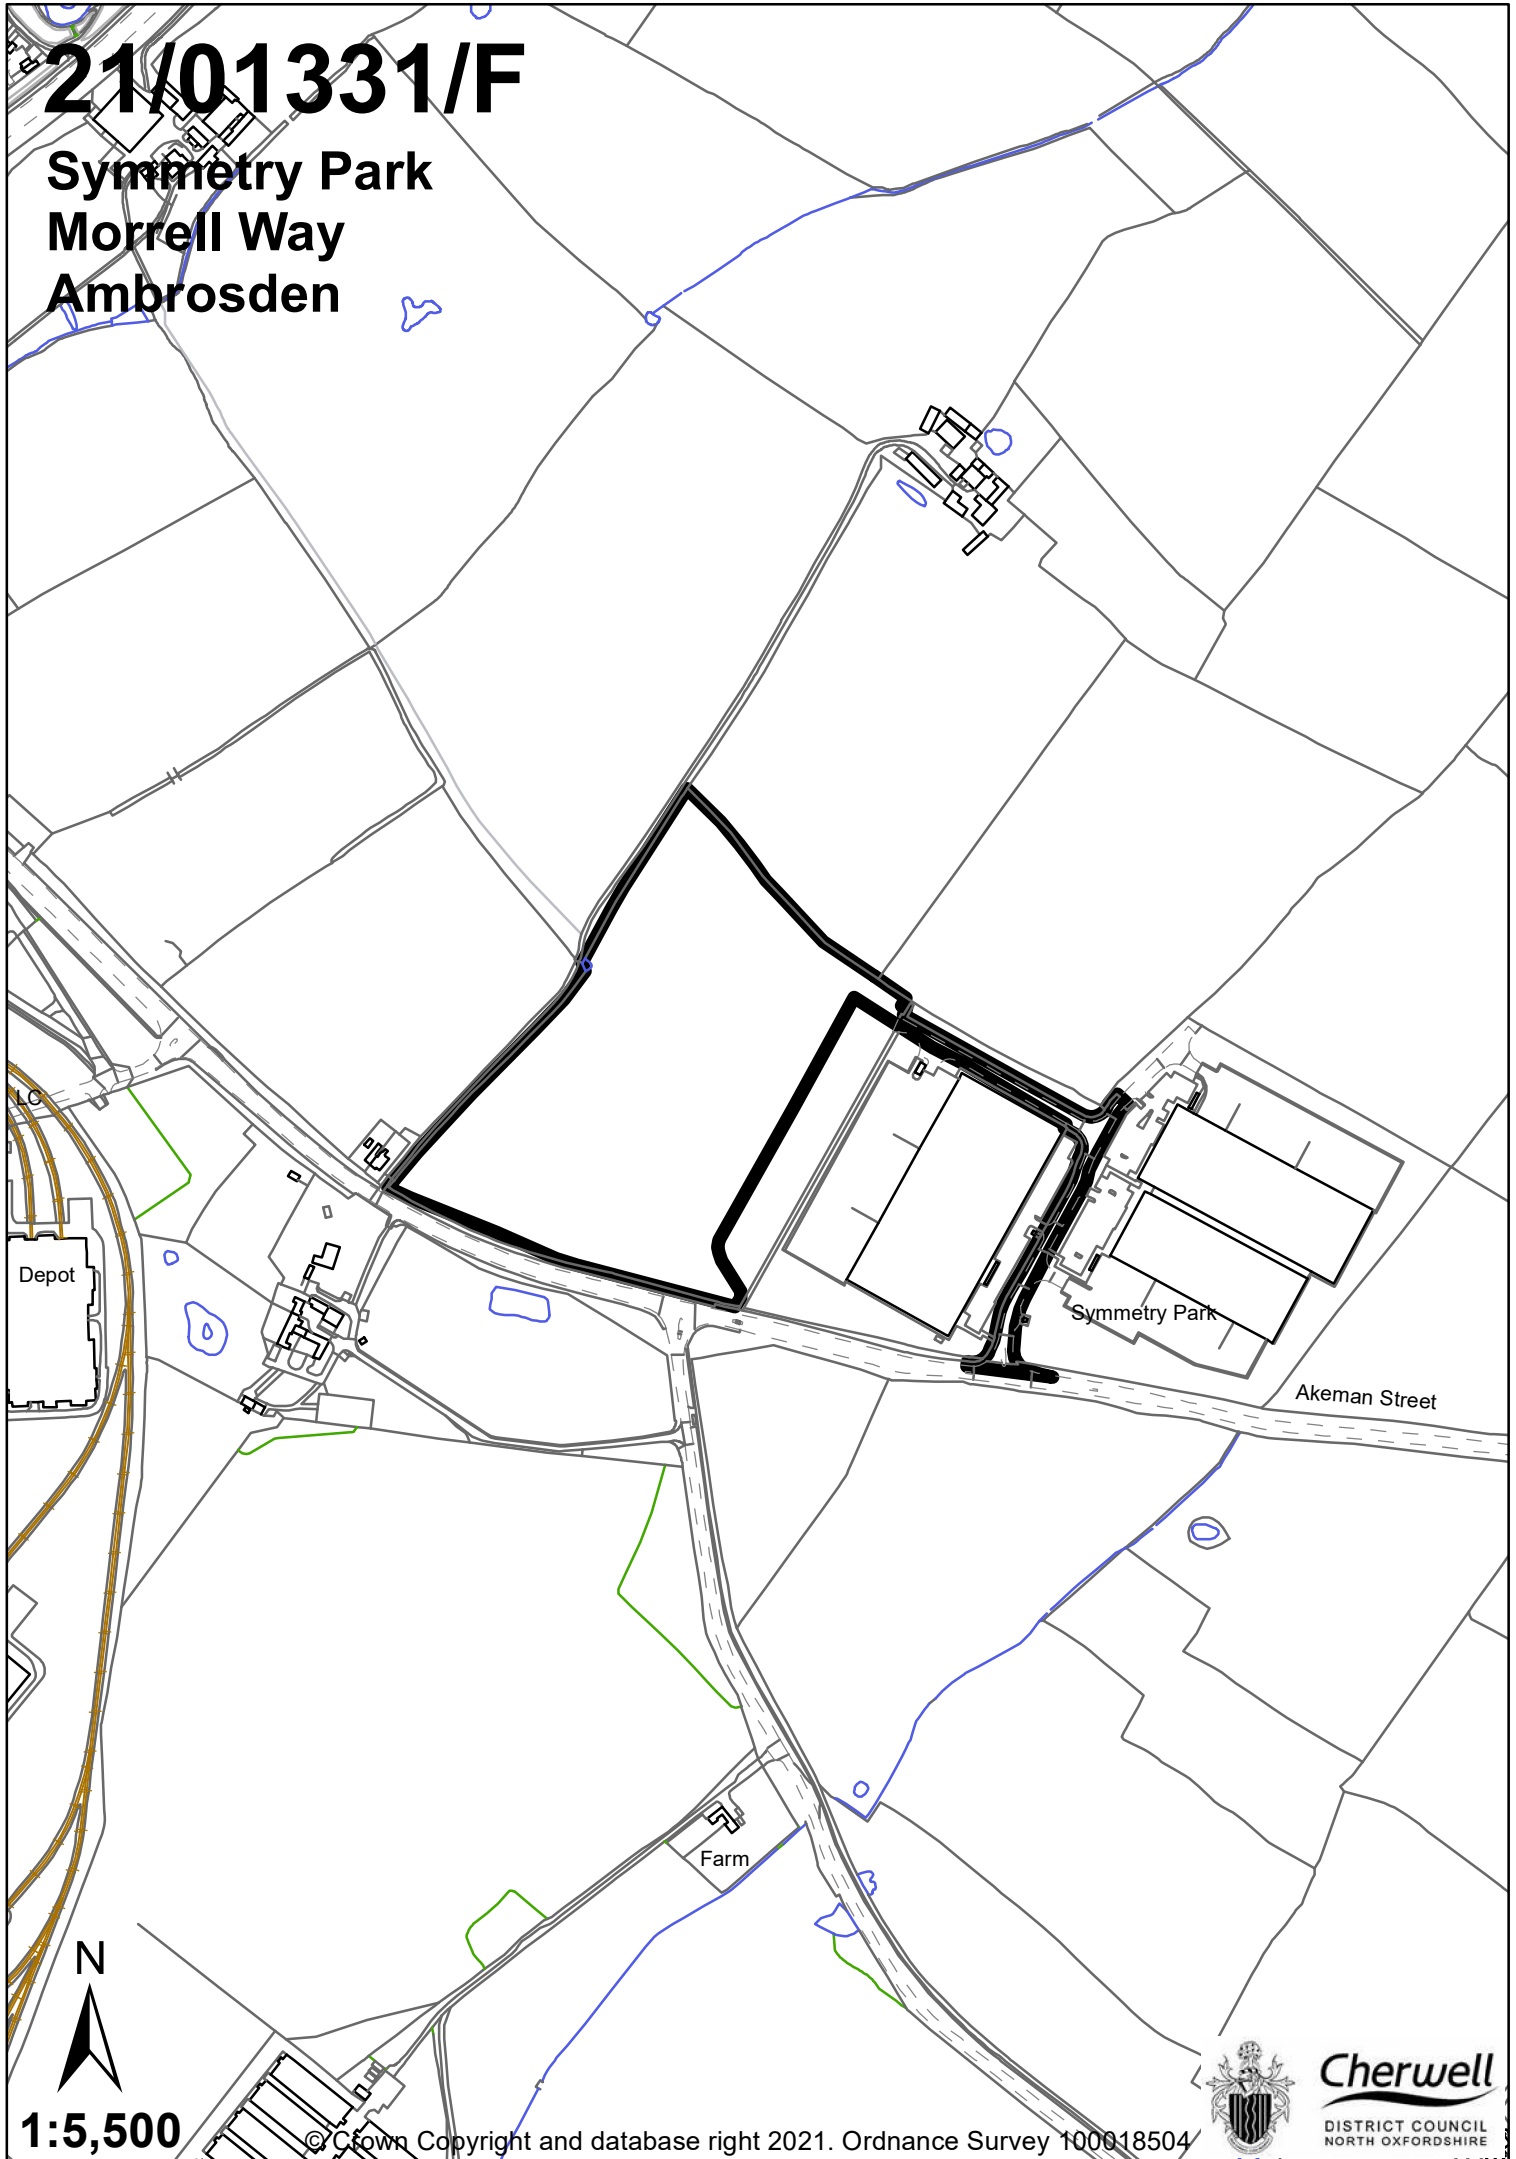 21/01331/F
Symmetry Park
Morrell Way
Ambrosden
LC
Depot
Symmetry Park
Akeman Street
Farm
N
1:5,500
© Crown Copyright and database right 2021. Ordnance Survey 100018504
Cherwell
DISTRICT COUNCIL
NORTH OXFORDSHIRE